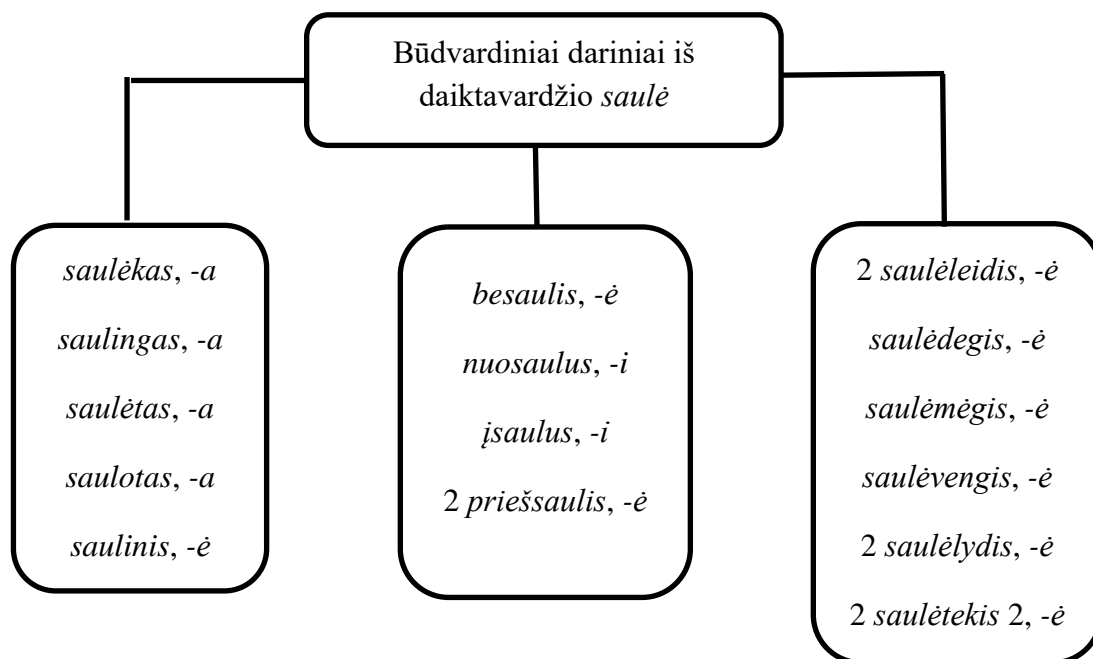 Būdvardiniai dariniai iš
daiktavardžio saulė
saulėkas, -a
saulingas, -a
saulėtas, -a
saulotas, -a
saulinis, -ė
besaulis, -ė
nuosaulus, -i
įsaulus, -i
2 priešsaulis, -ė
2 saulėleidis, -ė
saulėdegis, -ė
saulėmėgis, -ė
saulėvengis, -ė
2 saulėlydis, -ė
2 saulėtekis 2, -ė